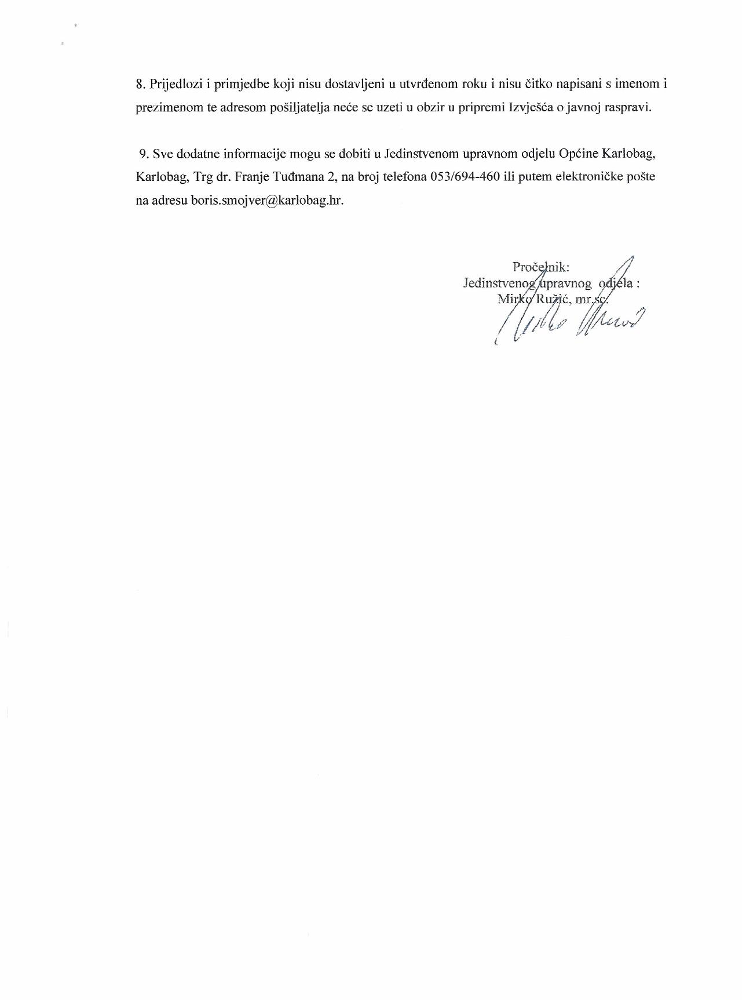 8. Prijedlozi i primjedbe koji nisu dostavljeni u utvrđenom roku i nisu čitko napisani s imenom i
prezimenom te adresom pošiljatelja neće se uzeti u obzir u pripremi Izvješća o javnoj raspravi.
9. Sve dodatne informacije mogu se dobiti u Jedinstvenom upravnom odjelu Općine Karlobag,
Karlobag, Trg dr. Franje Tuđmana 2, na broj telefona 053/694-460 ili putem elektroničke pošte
na adresu boris.smojver@karlobag.hr.
Pročelnik:
Jedinstvenog upravnog odjela :
Mirko Ružić, mr.sc.